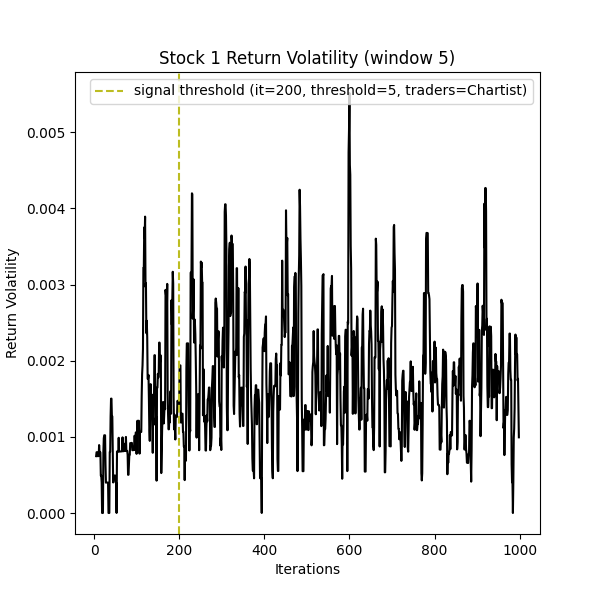 Stock 1 Return Volatility (window 5)
signal threshold (it=200, threshold=5, traders=Chartist)
Return Volatility
0.005
0.004
0.003
0.002
0.001
0.000
0 200 400 600 800 1000
Iterations